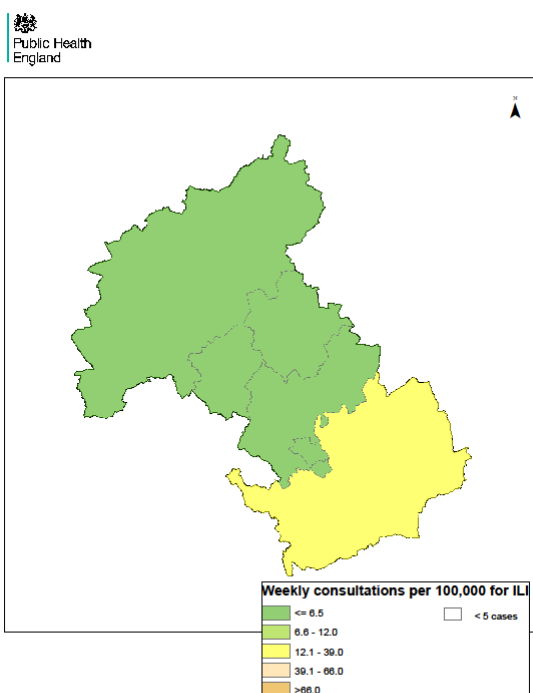 Public Health
England
N
Weekly consultations per 100,000 for ILI
<= 6.5
< 5 cases
6.6 - 12.0
12.1 - 39.0
39.1 - 66.0
>66.0